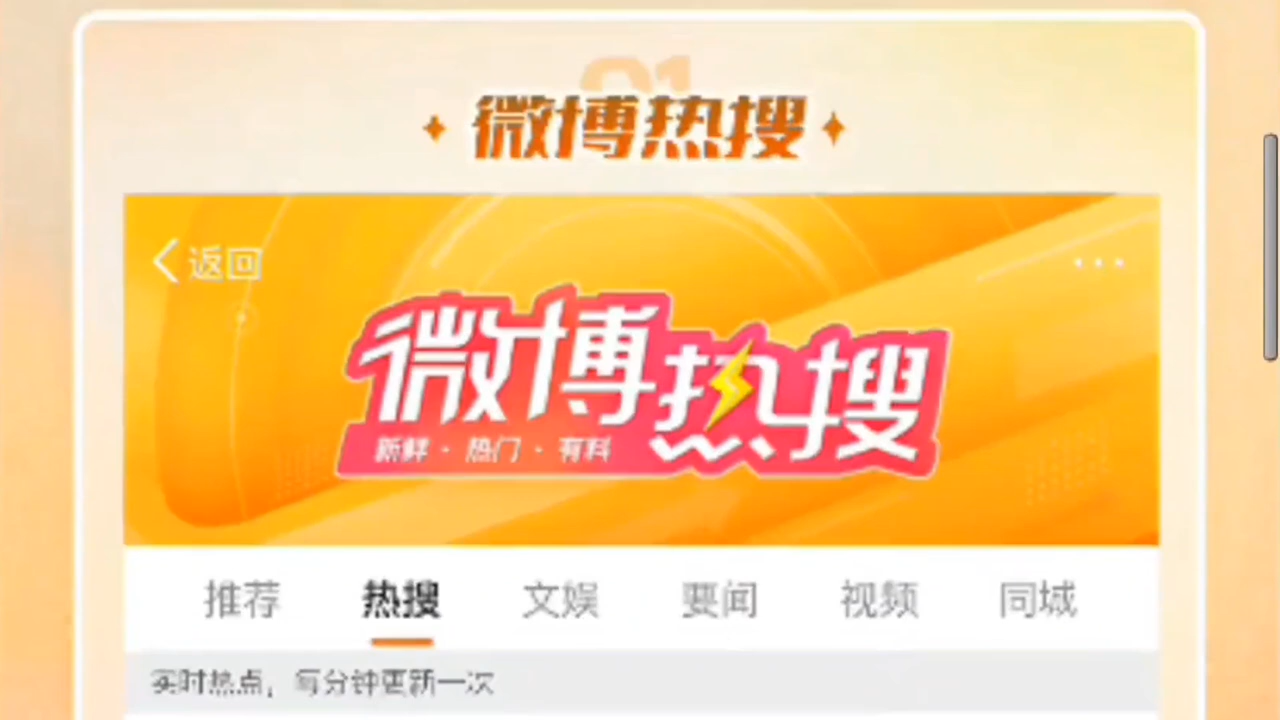 01
微博热搜
返回
微博热搜
新鲜·热门·有料
推荐 热搜 文娱 要闻 视频 同城
实时热点，每分钟更新一次